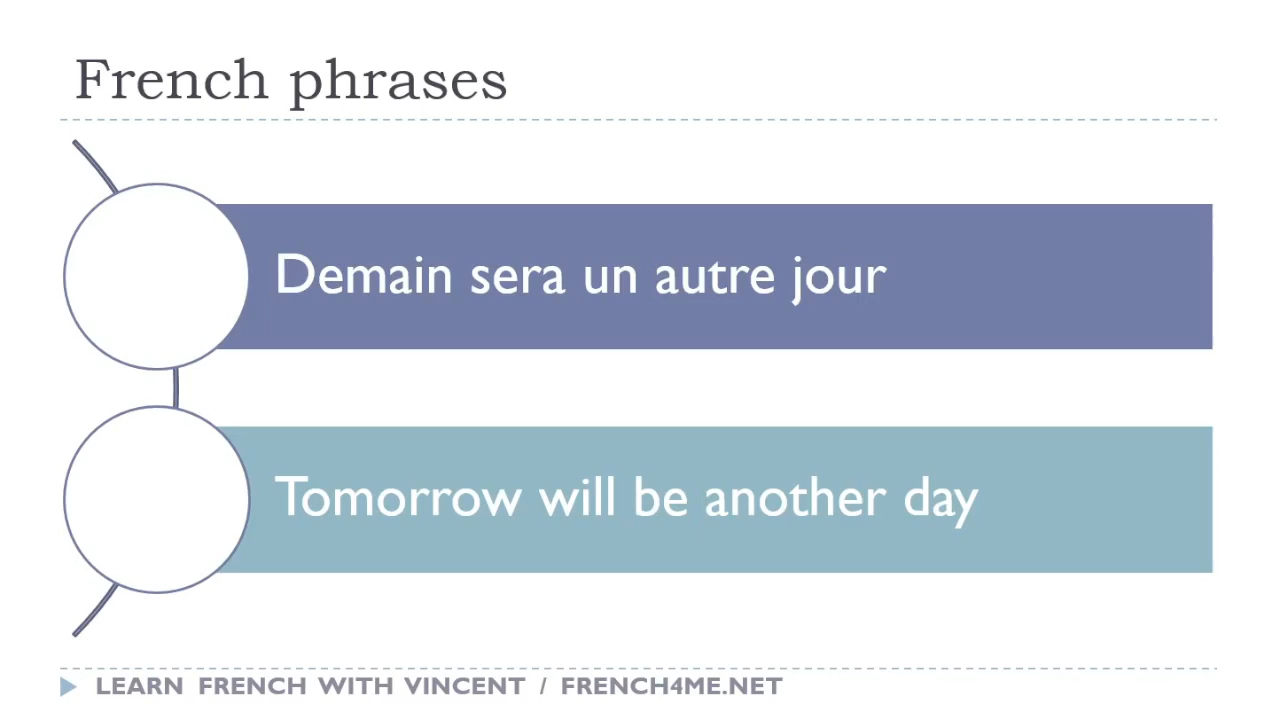 French phrases
Demain sera un autre jour
Tomorrow will be another day
LEARN FRENCH WITH VINCENT / FRENCH4ME.NET